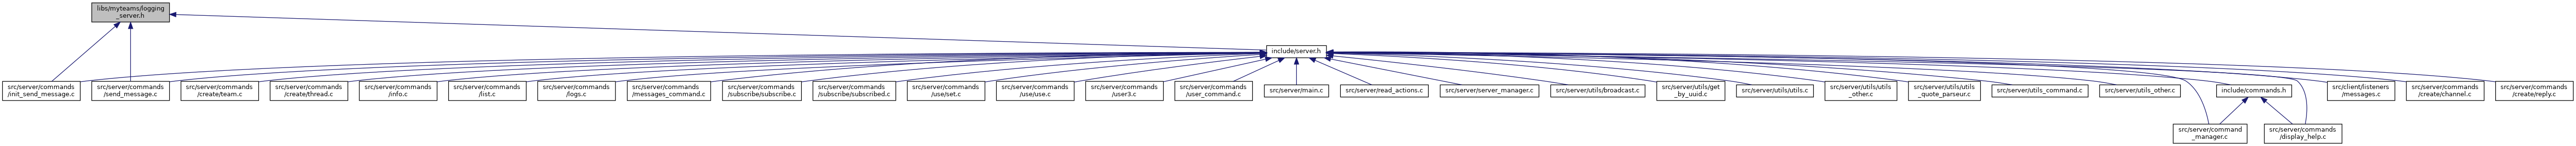 libs/myteams/logging
_server.h
include/server.h
src/server/commands
/init_send_message.c
src/server/commands
/send_message.c
src/server/commands
/create/team.c
src/server/commands
/create/thread.c
src/server/commands
/info.c
src/server/commands
/list.c
src/server/commands
/logs.c
src/server/commands
/messages_command.c
src/server/commands
/subscribe/subscribe.c
src/server/commands
/subscribe/subscribed.c
src/server/commands
/use/set.c
src/server/commands
/use/use.c
src/server/commands
/user3.c
src/server/commands
/user_command.c
src/server/main.c
src/server/read_actions.c
src/server/server_manager.c
src/server/utils/broadcast.c
src/server/utils/get
_by_uuid.c
src/server/utils/utils.c
src/server/utils/utils
_other.c
src/server/utils/utils
_quote_parseur.c
src/server/utils_command.c
src/server/utils_other.c
include/commands.h
src/client/listeners
/messages.c
src/server/commands
/create/channel.c
src/server/commands
/create/reply.c
src/server/command
_manager.c
src/server/commands
/display_help.c